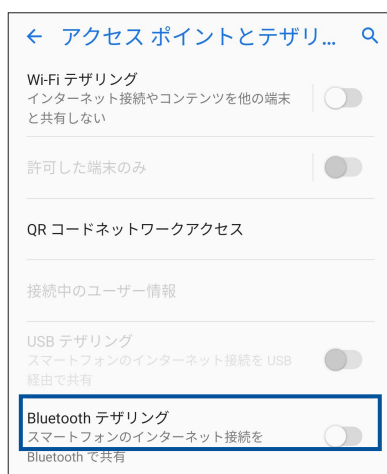 ← アクセス ポイントとテザリ...
Wi-Fi テザリング
インターネット接続やコンテンツを他の端末
と共有しない
許可した端末のみ
QR コードネットワークアクセス
接続中のユーザー情報
USB テザリング
スマートフォンのインターネット接続を USB
経由で共有
Bluetooth テザリング
スマートフォンのインターネット接続を
Bluetooth で共有